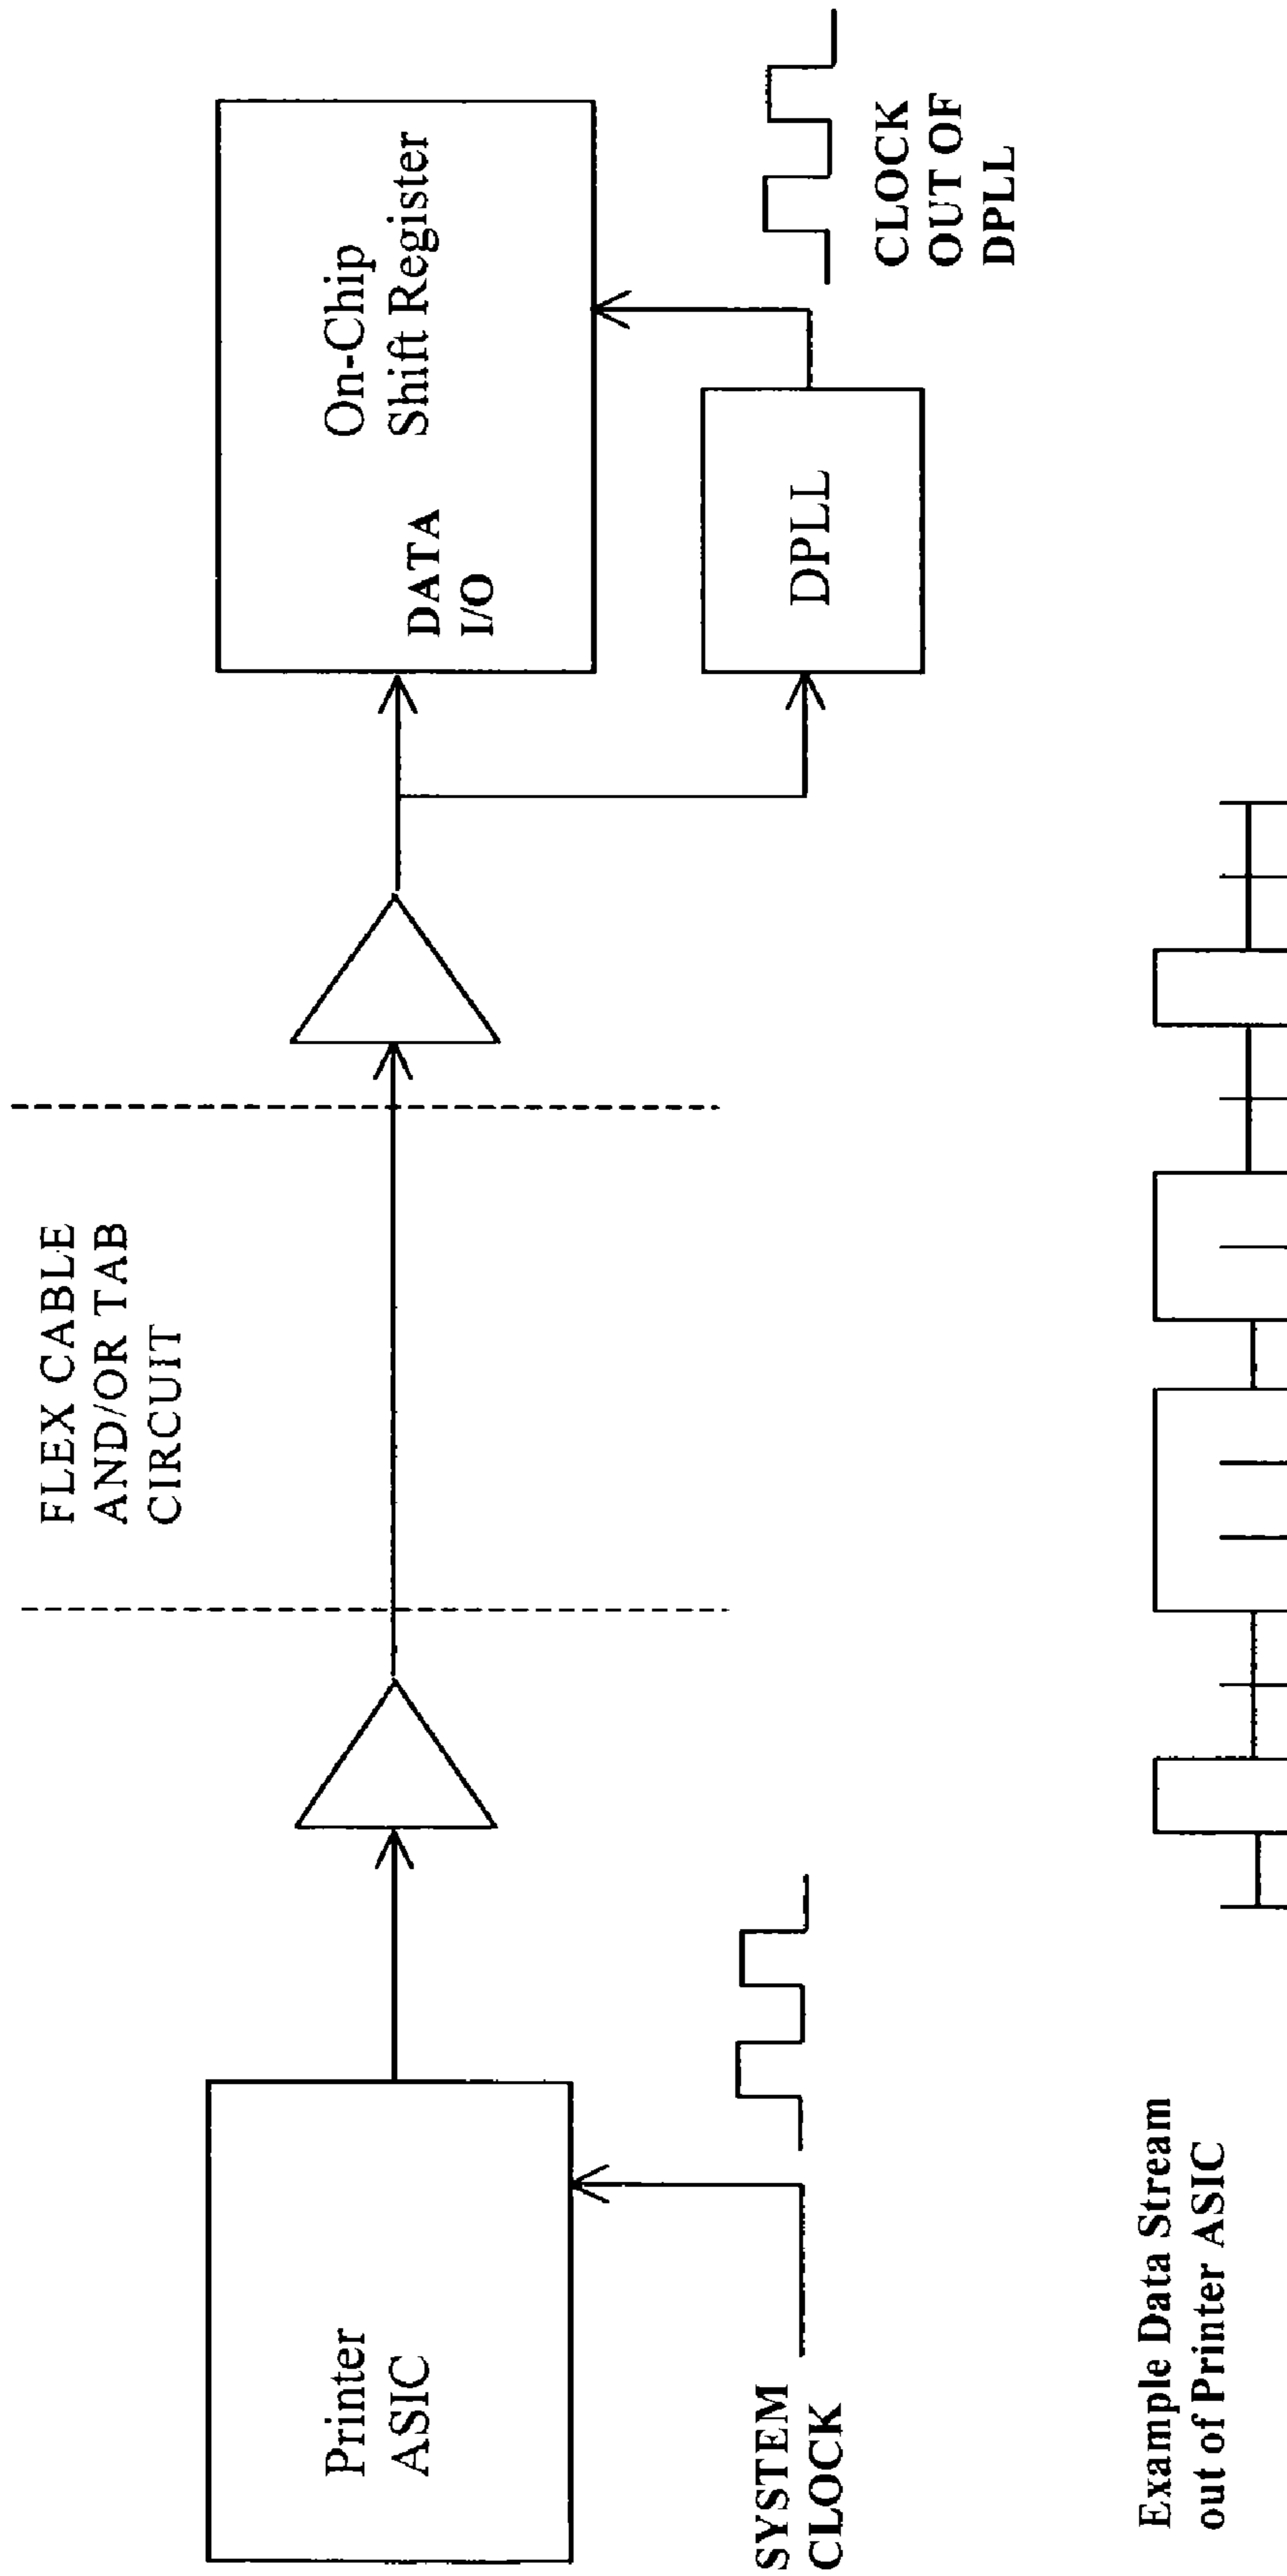 FLEX CABLE
AND/OR TAB
CIRCUIT
Printer
ASIC
On-Chip
Shift Register
DATA
I/O
SYSTEM
CLOCK
DPLL
CLOCK
OUT OF
DPLL
Example Data Stream
out of Printer ASIC